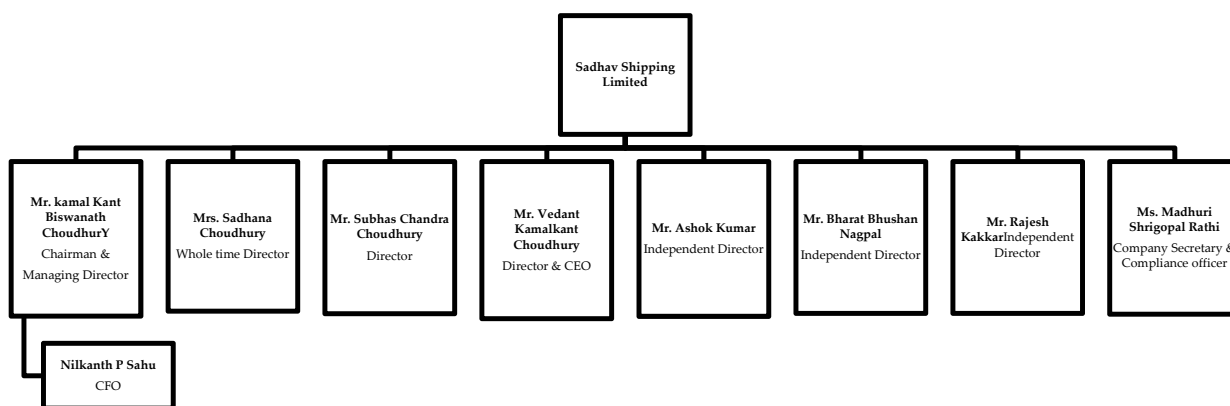 Sadhav Shipping
Limited
Mr. kamal Kant
Biswanath
ChoudhurY
Chairman &
Managing Director
Mrs. Sadhana
Choudhury
Whole time Director
Mr. Subhas Chandra
Choudhury
Director
Mr. Vedant
Kamalkant
Choudhury
Director & CEO
Mr. Ashok Kumar
Independent Director
Mr. Bharat Bhushan
Nagpal
Independent Director
Mr. Rajesh
KakkarIndependent
Director
Ms. Madhuri
Shrigopal Rathi
Company Secretary &
Compliance officer
Nilkanth P Sahu
CFO